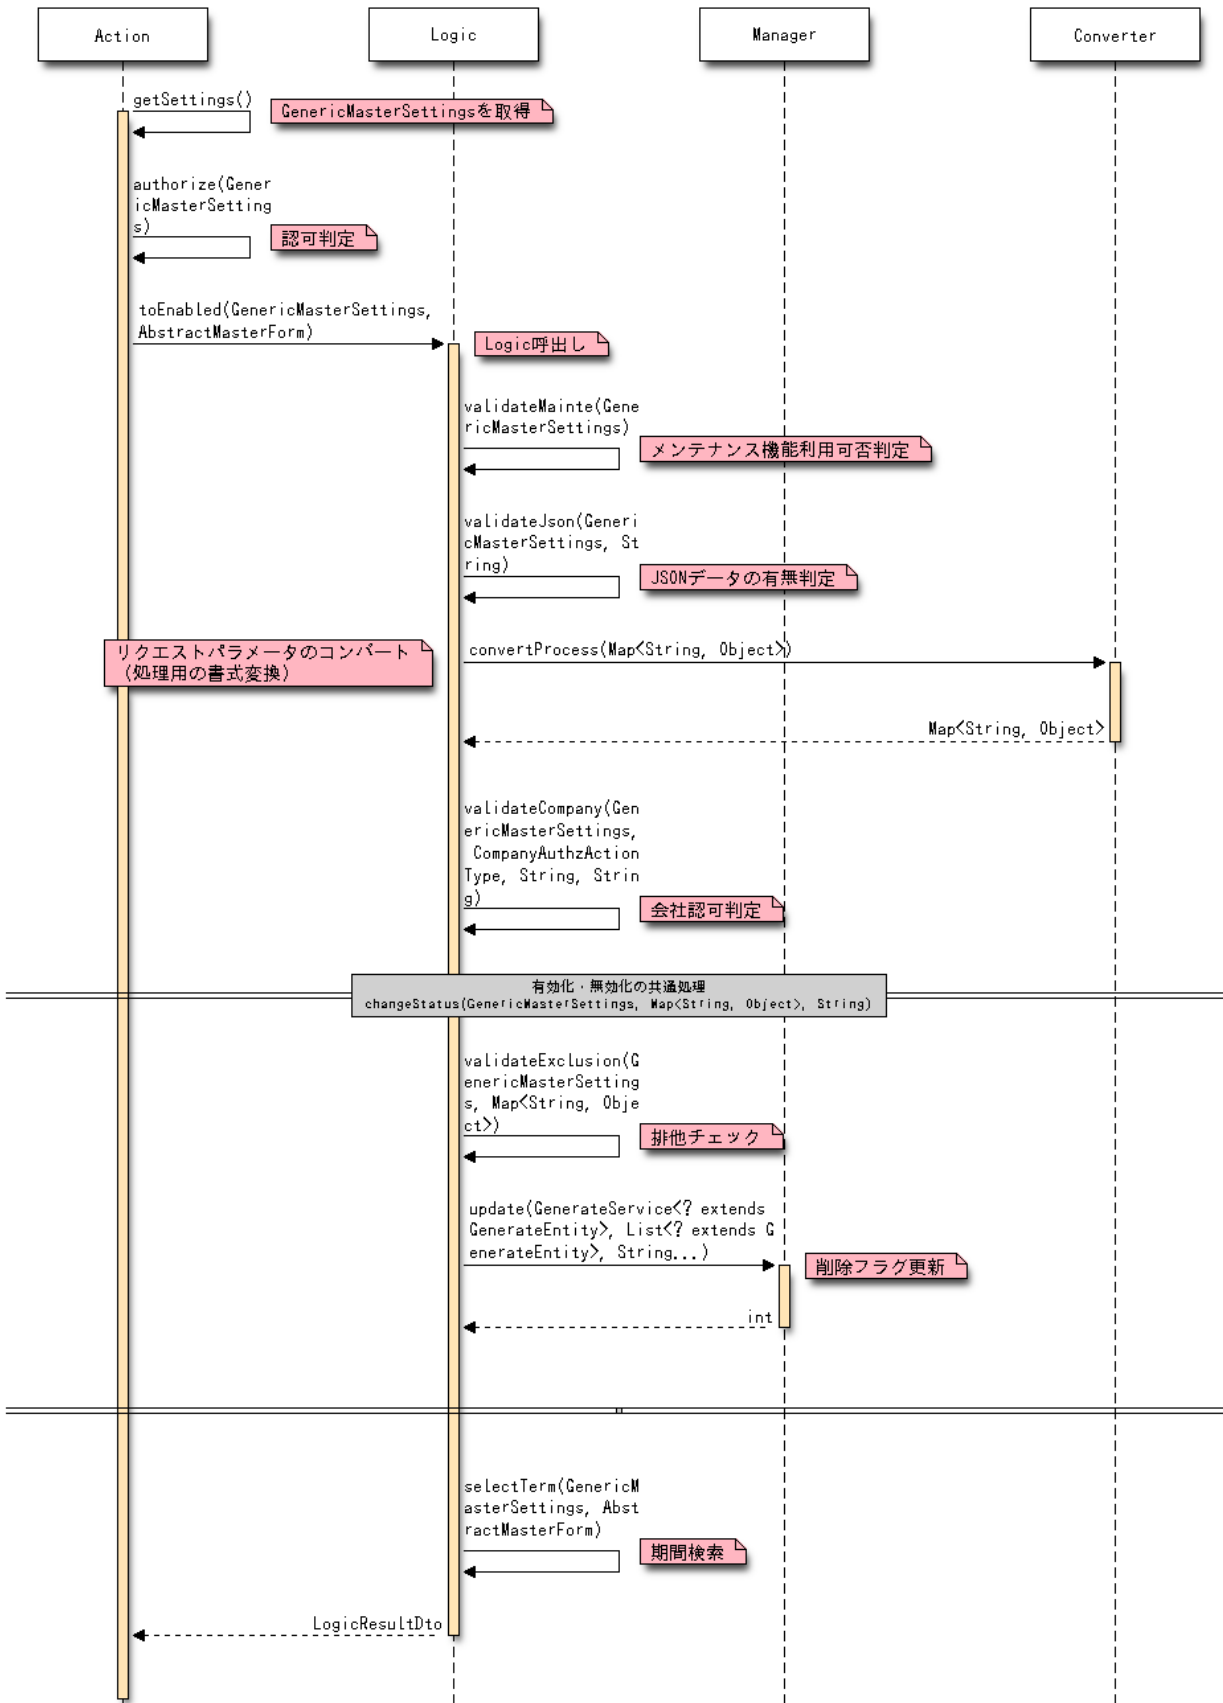 Action
Logic
Manager
Converter
getSettings()
GenericMasterSettingsを取得
authorize(Gener
icMasterSetting
s)
認可判定
toEnabled(GenericMasterSettings,
AbstractMasterForm)
Logic呼出し
validateMainte(Gene
ricMasterSettings)
メンテナンス機能利用可否判定
validateJson(Generi
cMasterSettings, St
ring)
JSONデータの有無判定
リクエストパラメータのコンバート
(処理用の書式変換)
convertProcess(Map<String, Object>)
Map<String, Object>
validateCompany(Gen
ericMasterSettings,
CompanyAuthzAction
Type, String, Strin
g)
会社認可判定
有効化・無効化の共通処理
changeStatus(GenericMasterSettings, Map<String, Object>, String)
validateExclusion(G
enericMasterSetting
s, Map<String, Obje
ct>)
排他チェック
update(GenerateService<? extends
GenerateEntity>, List<? extends G
enerateEntity>, String...)
削除フラグ更新
int
selectTerm(GenericM
asterSettings, Abst
ractMasterForm)
期間検索
LogicResultDto